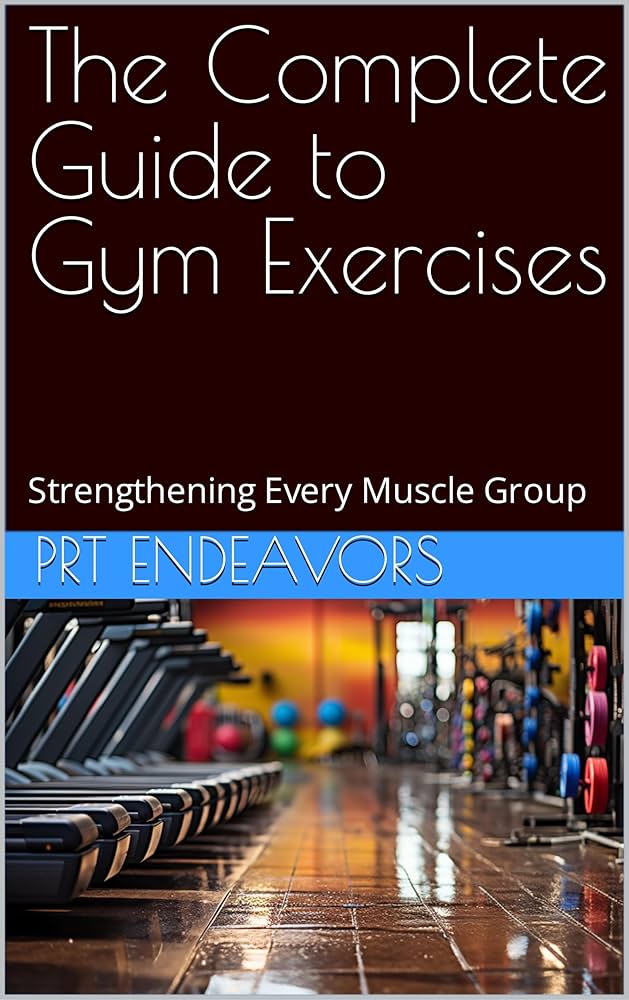 The Complete
Guide to
Gym Exercises
Strengthening Every Muscle Group
PRT ENDEAVORS